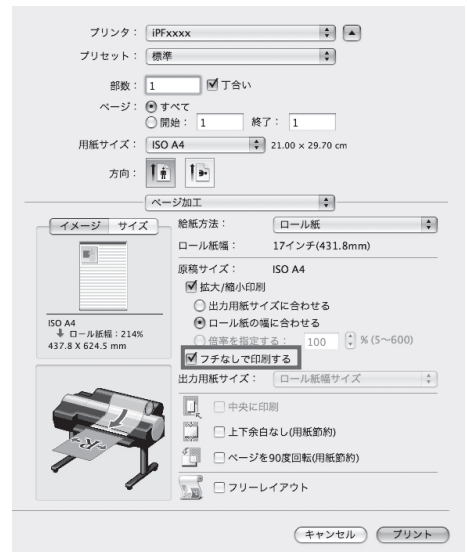 プリンタ： iPFxxxx
プリセット： 標準
部数： 1 丁合い
ページ： すべて
開始： 1 終了： 1
用紙サイズ： ISO A4 21.00 x 29.70 cm
方向：
ページ加工
イメージ サイズ
ISO A4
ロール紙幅：214%
437.8 X 624.5 mm
給紙方法： ロール紙
ロール紙幅： 17インチ(431.8mm)
原稿サイズ： ISO A4
拡大/縮小印刷
出力用紙サイズに合わせる
ロール紙の幅に合わせる
倍率を指定する： 100 % (5～600)
フチなしで印刷する
出力用紙サイズ： ロール紙幅サイズ
中央に印刷
上下余白なし(用紙節約)
ページを90度回転(用紙節約)
フリーレイアウト
キャンセル プリント